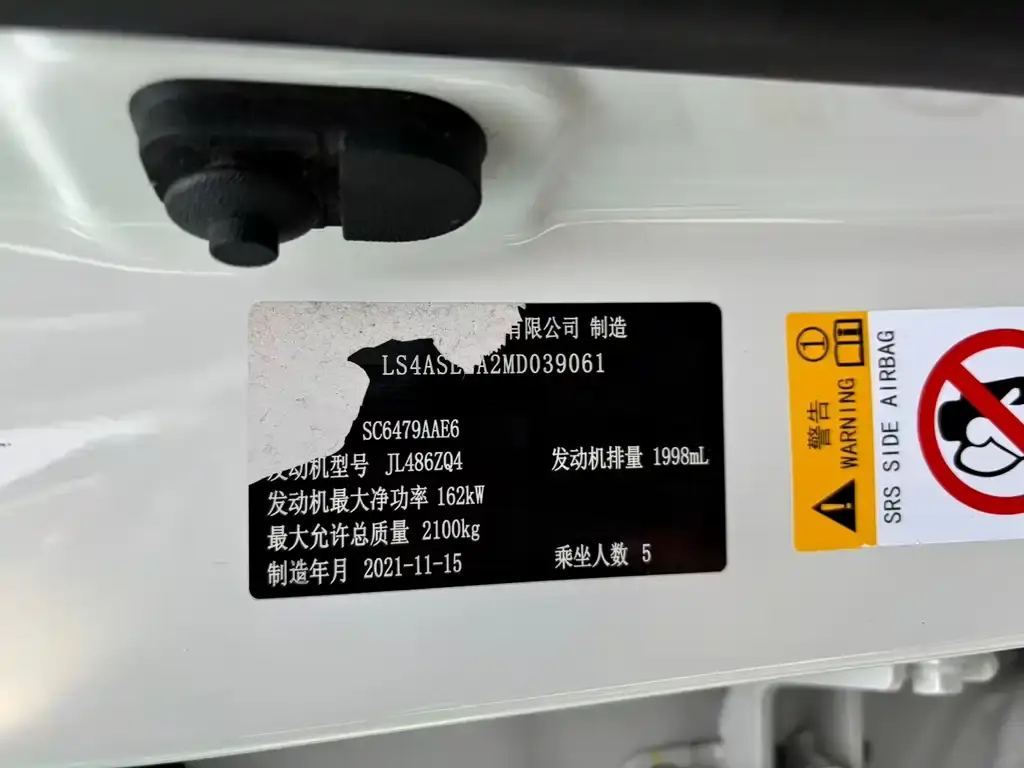 有限公司 制造
LS4ASL A2MD039061
SC6479AAE6
发动机型号 JL486ZQ4
发动机排量 1998mL
发动机最大净功率 162kW
最大允许总质量 2100kg
制造年月 2021-11-15
乘坐人数 5
①
警告
WARNING
SRS SIDE AIRBAG